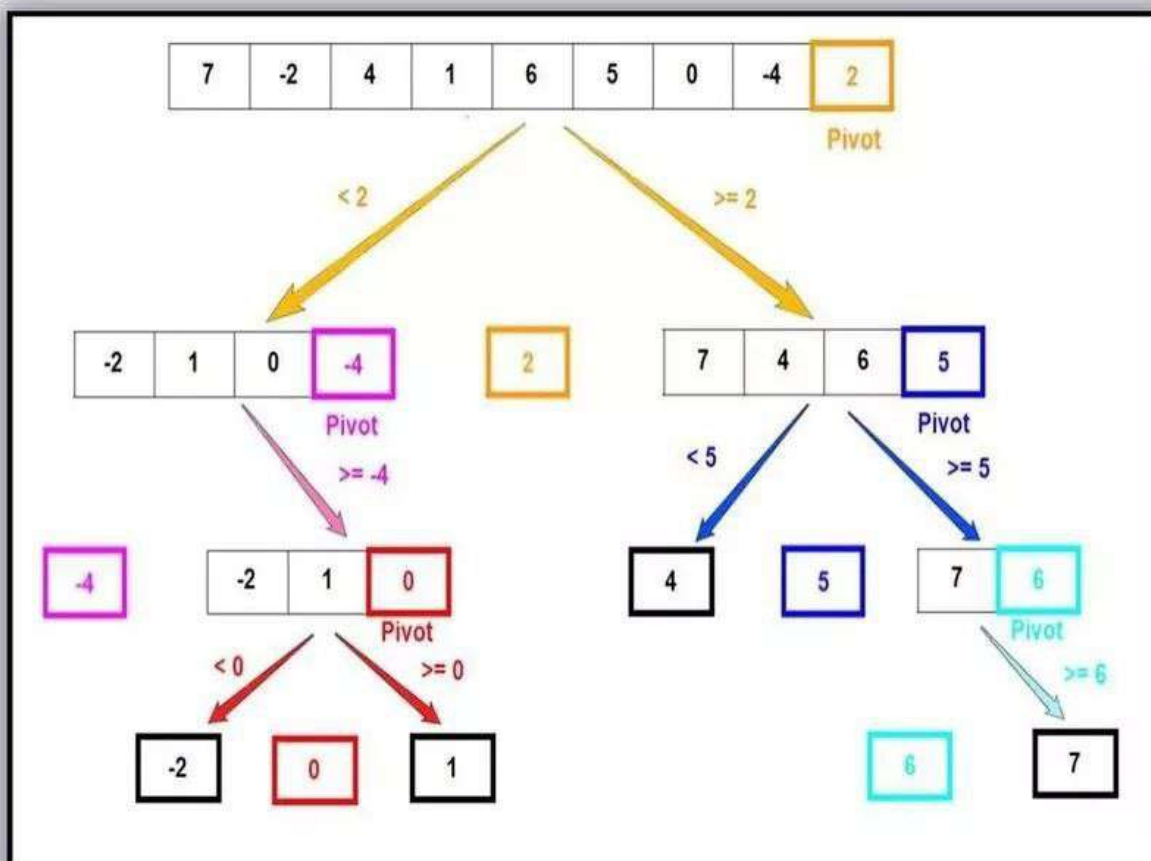 7 -2 4 1 6 5 0 -4 2
Pivot
< 2 >= 2
-2 1 0 -4 2 7 4 6 5
Pivot Pivot
>= -4 < 5 >= 5
-4 -2 1 0 4 5 7 6
Pivot Pivot
< 0 >= 0 >= 6
-2 0 1 6 7